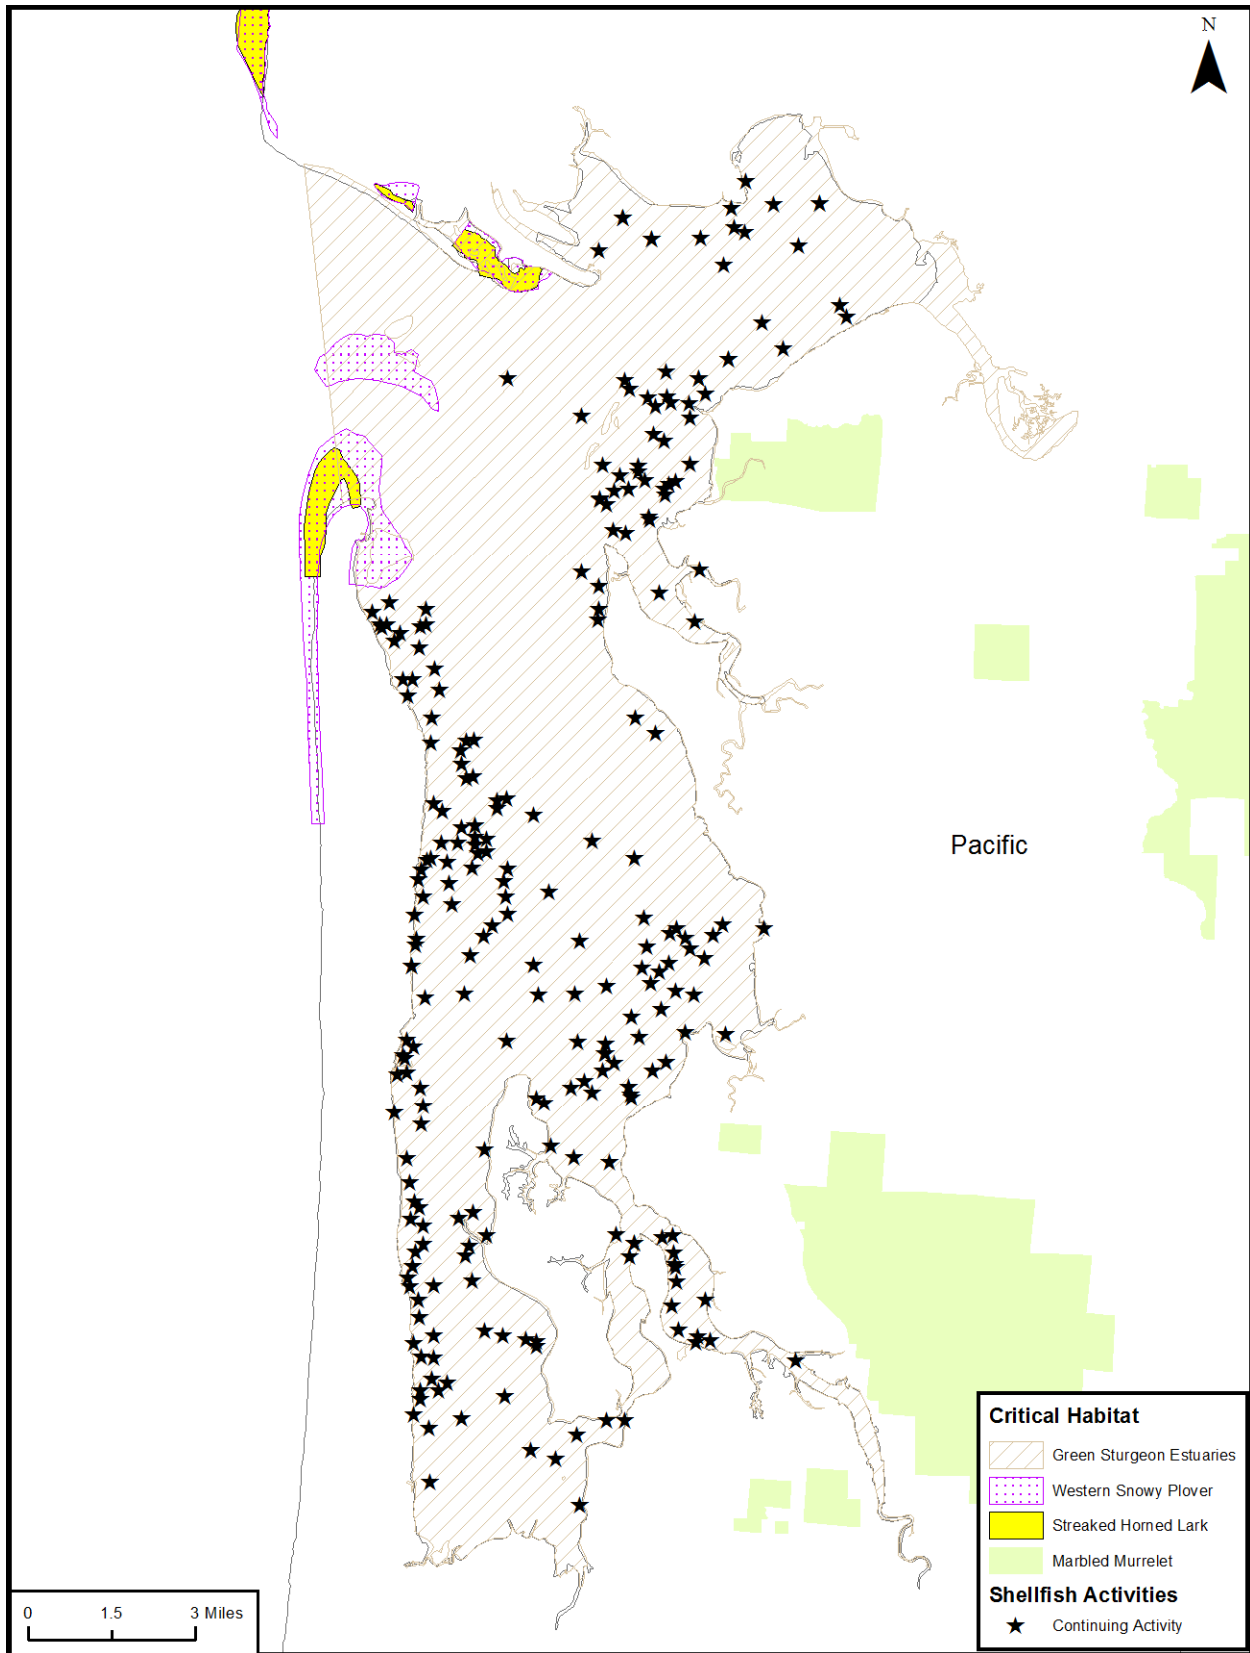 N
Pacific
Critical Habitat
Green Sturgeon Estuaries
Western Snowy Plover
Streaked Horned Lark
Marbled Murrelet
Shellfish Activities
Continuing Activity
0 1.5 3 Miles